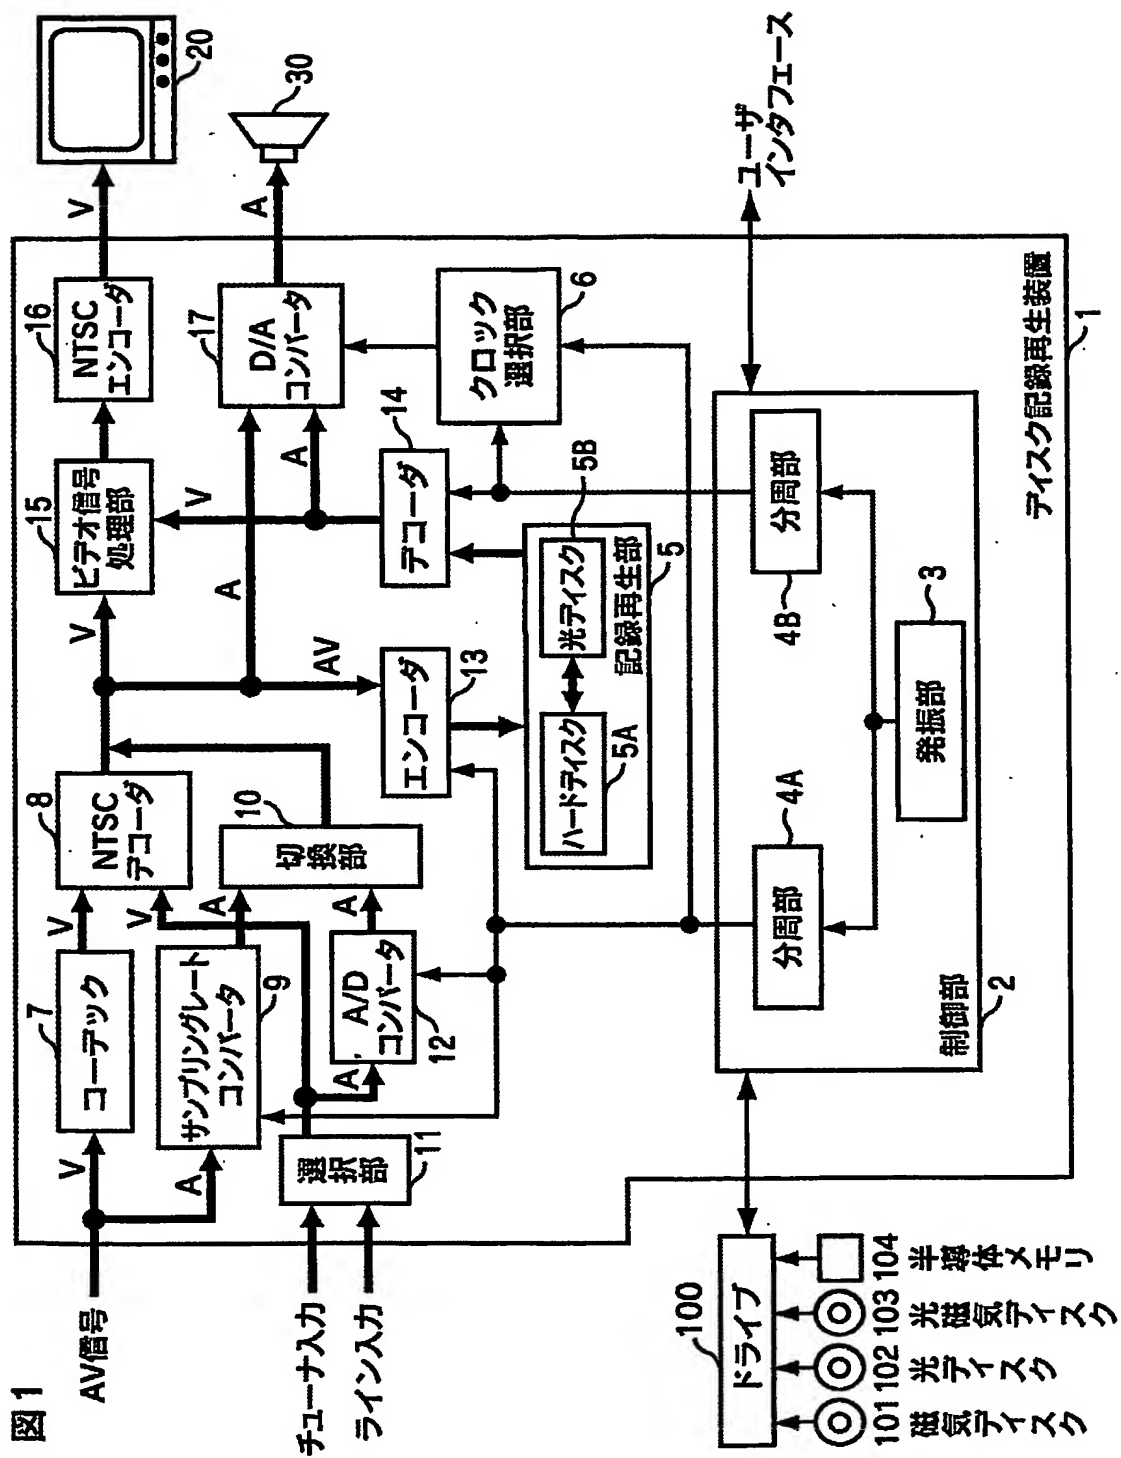 図1
AV信号
チューナ入力
ライン入力
V
A
コーデック
7
サンプリングレート
コンバータ
9
選択部
11
V
V
A
A
A
A/D
コンバータ
12
NTSC
デコーダ
8
切換部
10
V
A
AV
エンコーダ
13
ビデオ信号
処理部
15
V
A
デコーダ
14
NTSC
エンコーダ
16
D/A
コンバータ
17
クロック
選択部
6
V
A
20
30
ハードディスク
5A
光ディスク
5B
記録再生部
5
分周部
4A
分周部
4B
発振部
3
制御部
2
ユーザ
インタフェース
ディスク記録再生装置
1
ドライブ
100
101
磁気ディスク
102
光ディスク
103
光磁気ディスク
104
半導体メモリ